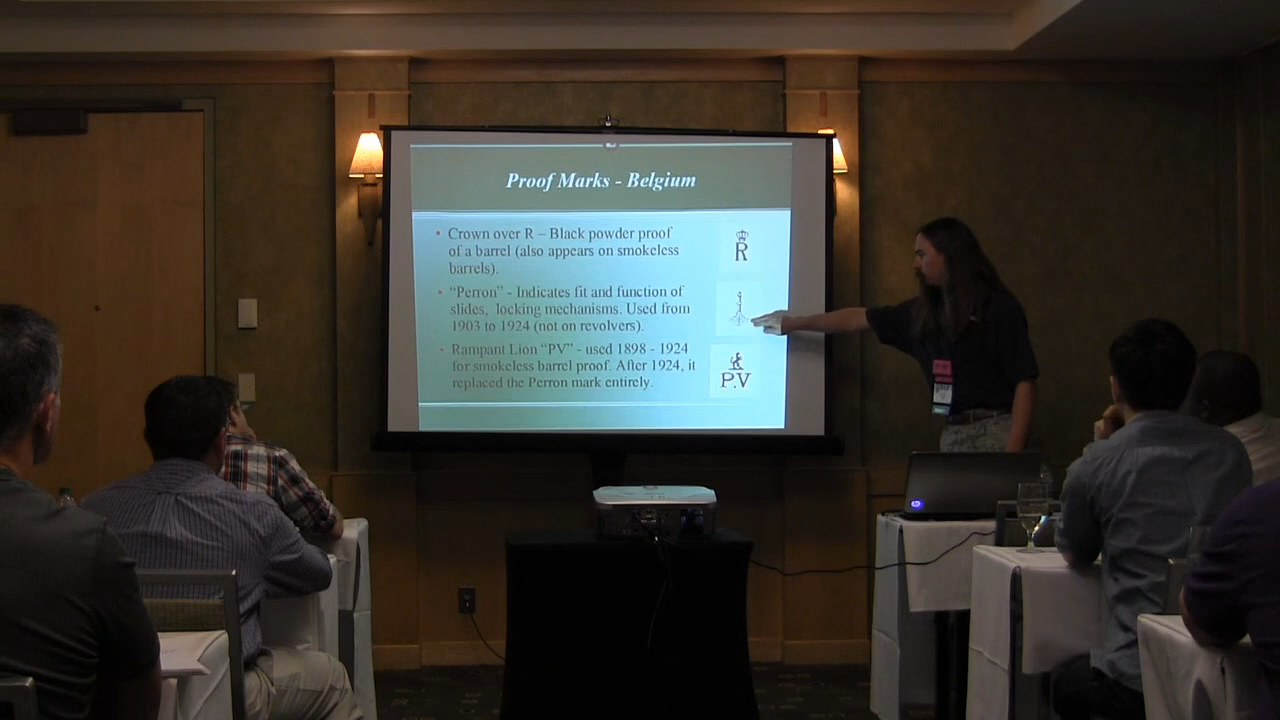 Proof Marks - Belgium
• Crown over R – Black powder proof
of a barrel (also appears on smokeless
barrels).
R
• "Perron" - Indicates fit and function of
slides, locking mechanisms. Used from
1903 to 1924 (not on revolvers).
• Rampant Lion "PV" - used 1898 - 1924
for smokeless barrel proof. After 1924, it
replaced the Perron mark entirely.
P.V
hp